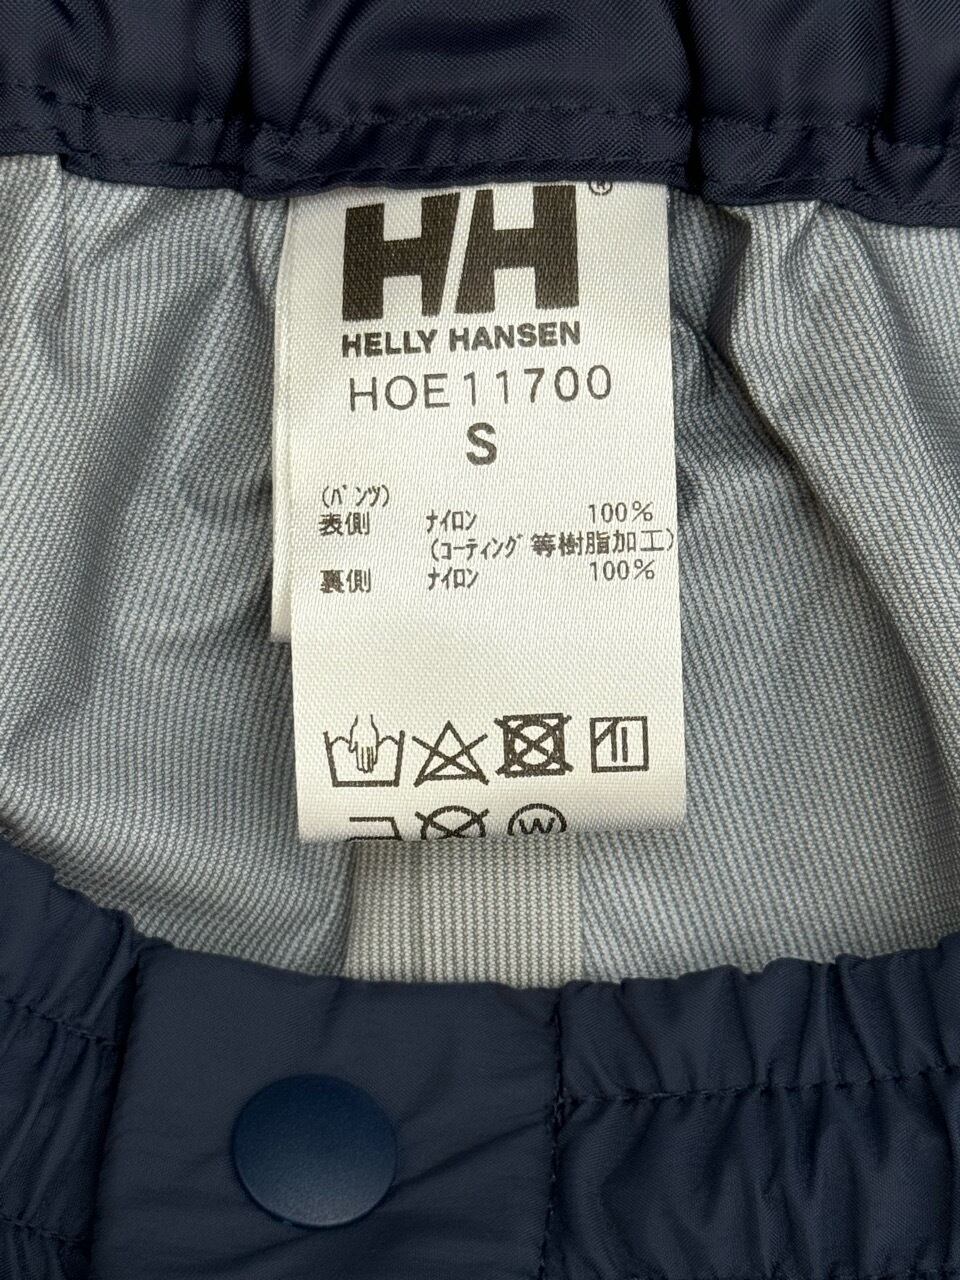 HH®
HELLY HANSEN
HOE11700
S
(パンツ)
表側 ナイロン 100%
(コーティング等樹脂加工)
裏側 ナイロン 100%
W